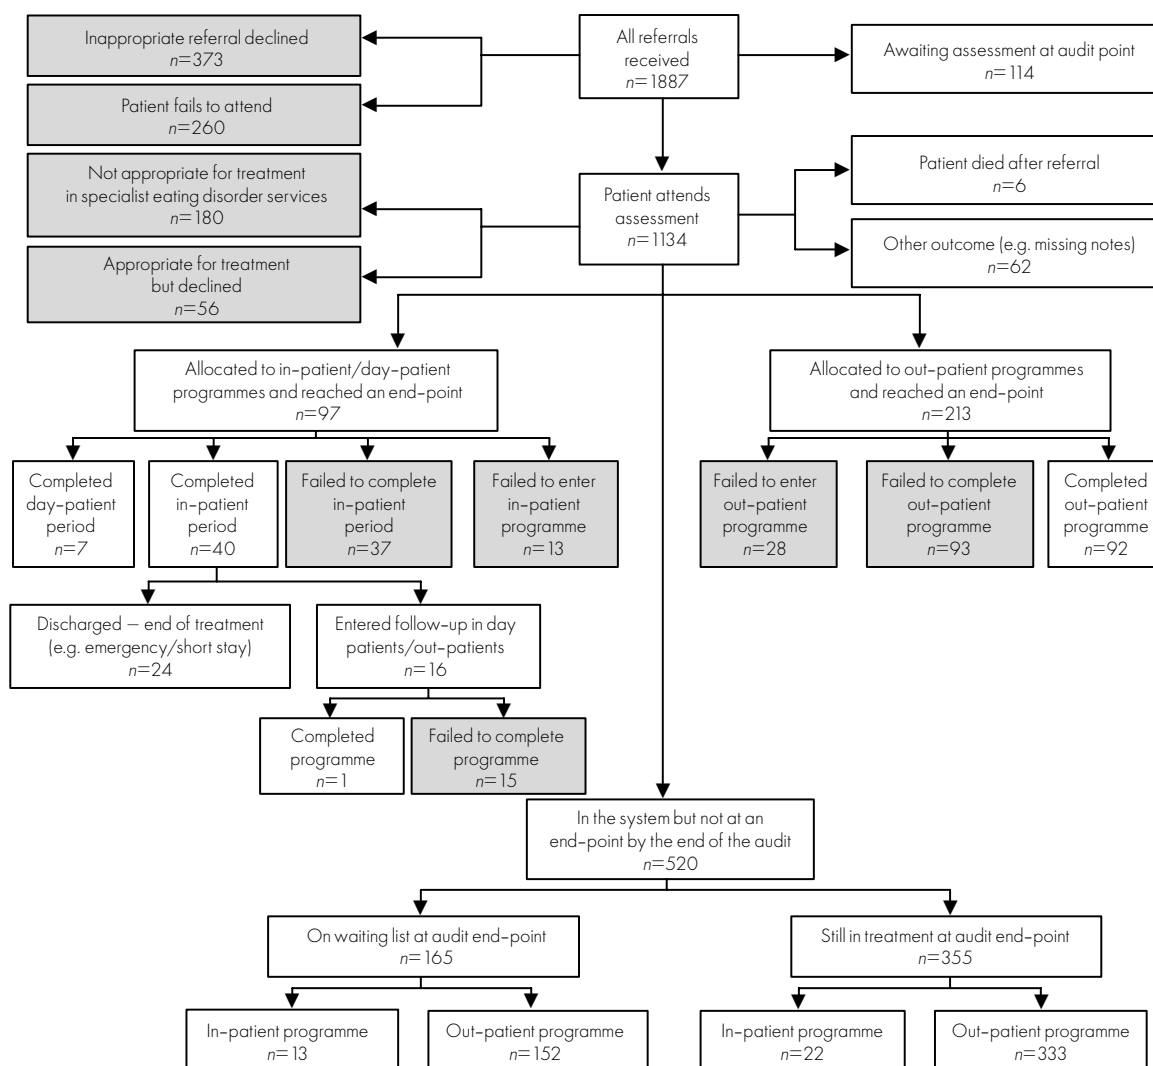 Inappropriate referral declined
n=373
All referrals
received
n=1887
Awaiting assessment at audit point
n=114
Patient fails to attend
n=260
Not appropriate for treatment
in specialist eating disorder services
n=180
Patient attends
assessment
n=1134
Patient died after referral
n=6
Other outcome (e.g. missing notes)
n=62
Appropriate for treatment
but declined
n=56
Allocated to in-patient/day-patient
programmes and reached an end-point
n=97
Allocated to out-patient programmes
and reached an end-point
n=213
Completed
day-patient
period
n=7
Completed
in-patient
period
n=40
Failed to complete
in-patient
period
n=37
Failed to enter
in-patient
programme
n=13
Failed to enter
out-patient
programme
n=28
Failed to complete
out-patient
programme
n=93
Completed
out-patient
programme
n=92
Discharged — end of treatment
(e.g. emergency/short stay)
n=24
Entered follow-up in day
patients/out-patients
n=16
Completed
programme
n=1
Failed to complete
programme
n=15
In the system but not at an
end-point by the end of the audit
n=520
On waiting list at audit end-point
n=165
Still in treatment at audit end-point
n=355
In-patient programme
n=13
Out-patient programme
n=152
In-patient programme
n=22
Out-patient programme
n=333